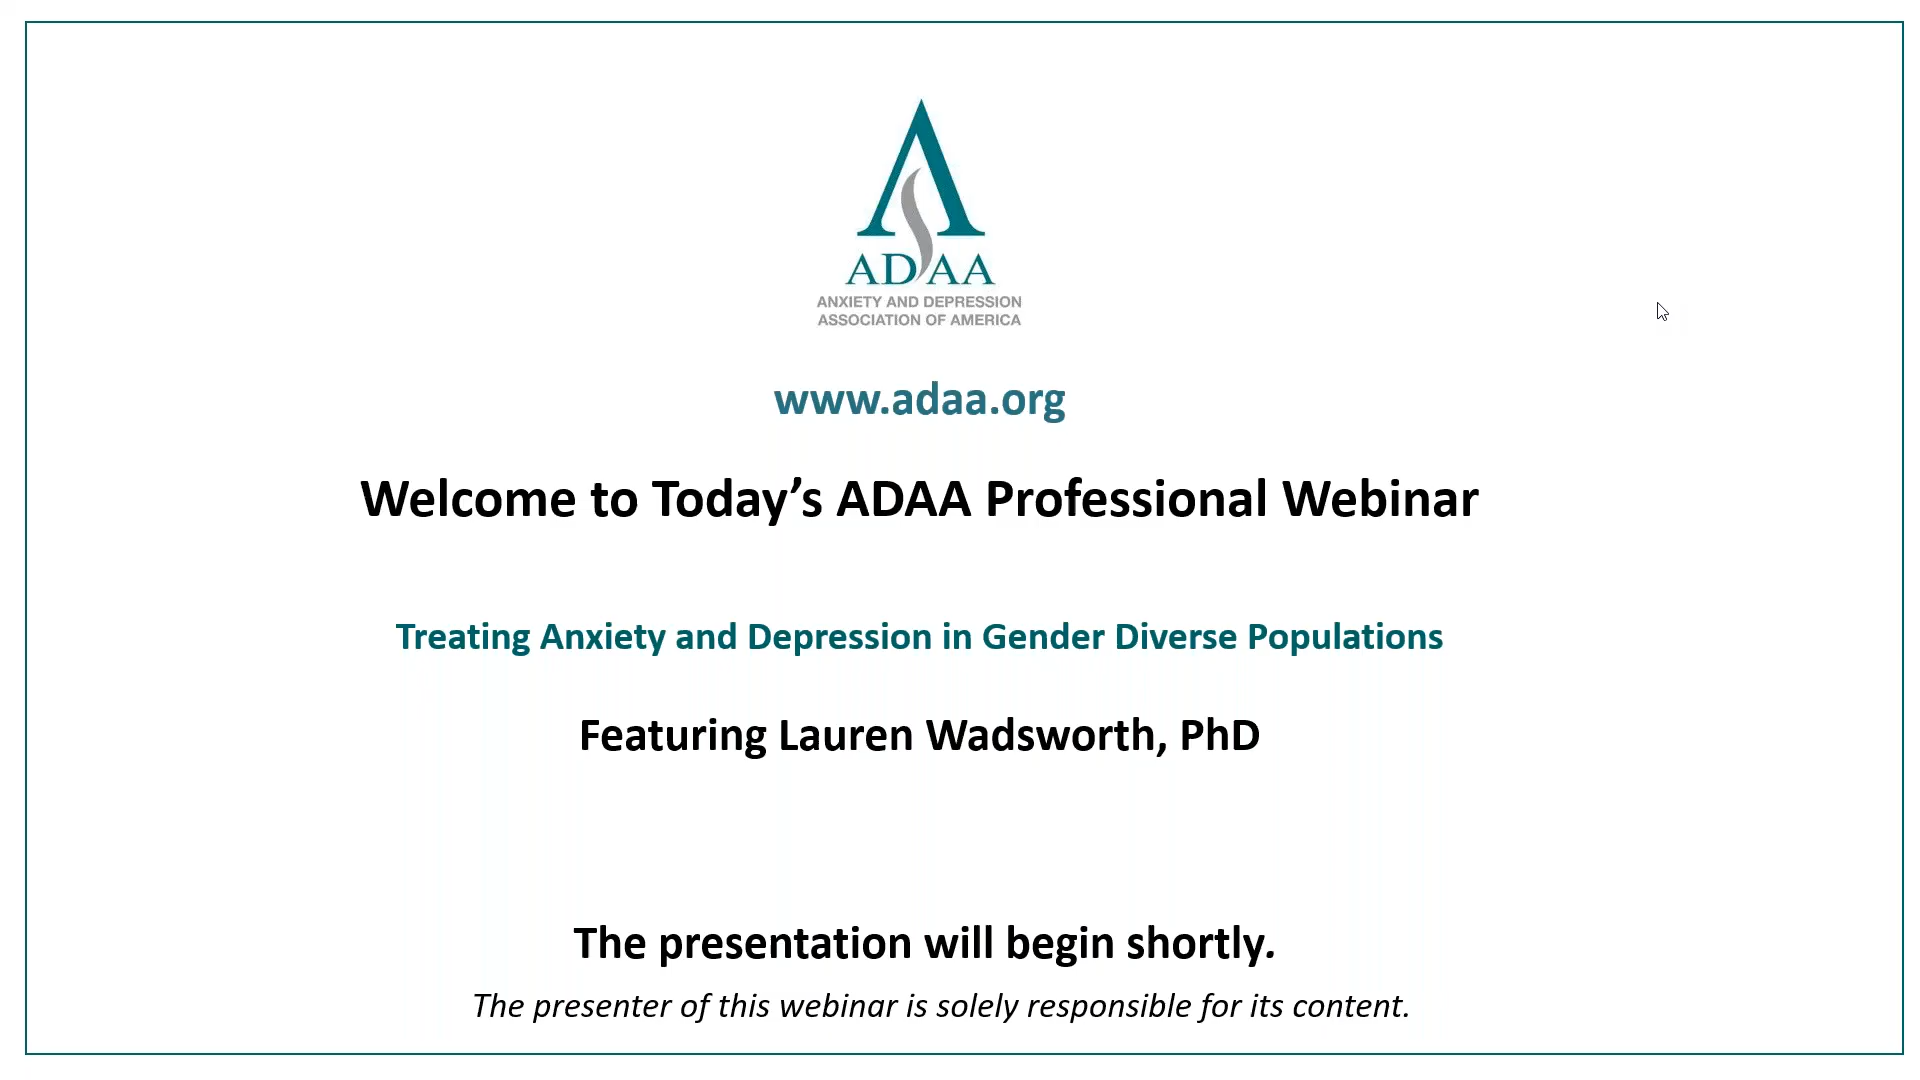 ADAA
ANXIETY AND DEPRESSION
ASSOCIATION OF AMERICA
www.adaa.org
Welcome to Today’s ADAA Professional Webinar
Treating Anxiety and Depression in Gender Diverse Populations
Featuring Lauren Wadsworth, PhD
The presentation will begin shortly.
The presenter of this webinar is solely responsible for its content.